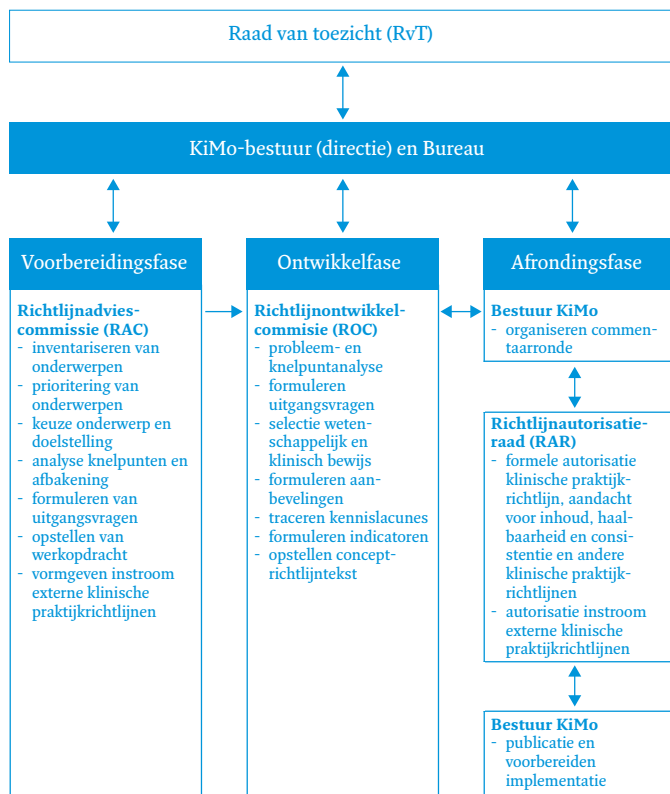 Raad van toezicht (RvT)
KiMo-bestuur (directie) en Bureau
Voorbereidingsfase
Richtlijnadvies-
commissie (RAC)
- inventariseren van
onderwerpen
- prioritering van
onderwerpen
- keuze onderwerp en
doelstelling
- analyse knelpunten en
afbakening
- formuleren van
uitgangsvragen
- opstellen van
werkopdracht
- vormgeven instroom
externe klinische
praktijkrichtlijnen
Ontwikkelfase
Richtlijnontwikkel-
commisie (ROC)
- probleem- en
knelpuntanalyse
- formuleren
uitgangsvragen
- selectie weten-
schappelijk en
klinisch bewijs
- formuleren aan-
bevelingen
- traceren kennislacunes
- formuleren indicatoren
- opstellen concept-
richtlijntekst
Afrondingsfase
Bestuur KiMo
- organiseren commen-
taarronde
Richtlijnautorisatie-
raad (RAR)
- formele autorisatie
klinische praktijk-
richtlijn, aandacht
voor inhoud, haal-
baarheid en consi-
stentie en andere
klinische praktijk-
richtlijnen
- autorisatie instroom
externe klinische
praktijkrichtlijnen
Bestuur KiMo
- publicatie en
voorbereiden
implementatie